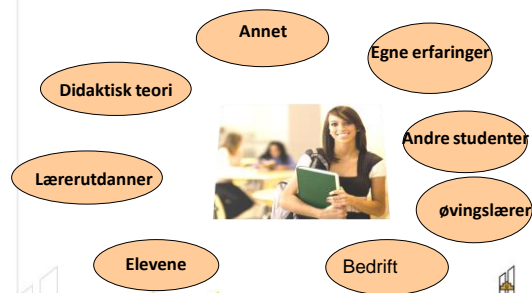 Annet
Egne erfaringer
Didaktisk teori
Andre studenter
Lærerutdanner
øvingslærer
Elevene
Bedrift